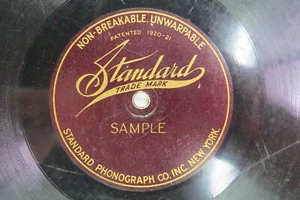 NON-BREAKABLE. UNWARPABLE
PATENTED 1920-21
Standard
TRADE MARK
SAMPLE
STANDARD PHONOGRAPH CO. INC. NEW YORK.